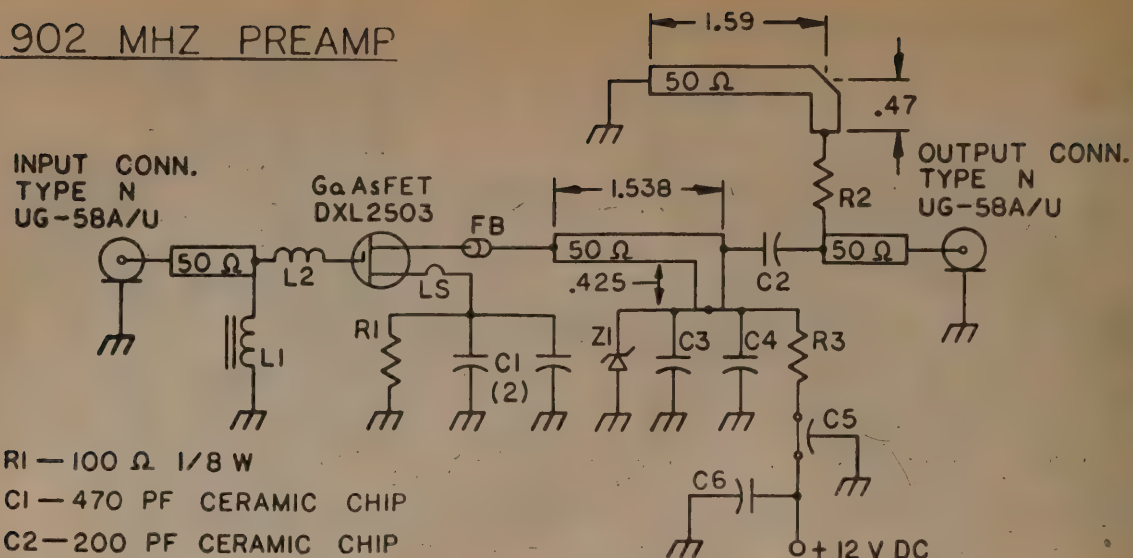 902 MHZ PREAMP
1.59
50 Ω
.47
INPUT CONN.
TYPE N
UG-58A/U
GaAsFET
DXL2503
FB
1.538
R2
OUTPUT CONN.
TYPE N
UG-58A/U
50 Ω
L2
LS
50 Ω
.425
C2
50 Ω
L1
R1
C1
(2)
Z1
C3
C4
R3
C5
C6
+ 12 V DC
R1 — 100 Ω 1/8 W
C1 — 470 PF CERAMIC CHIP
C2 — 200 PF CERAMIC CHIP